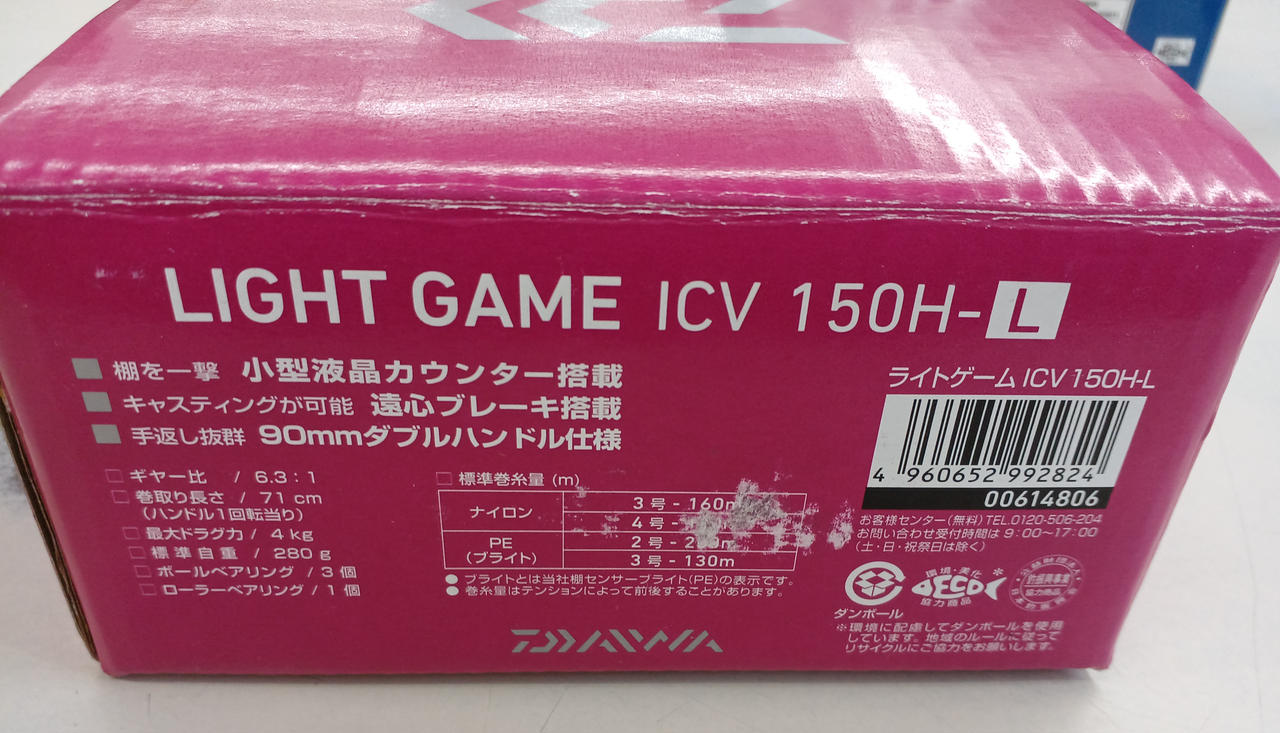 LIGHT GAME ICV 150H-L
棚を一撃 小型液晶カウンター搭載
キャスティングが可能 遠心ブレーキ搭載
手返し抜群 90mmダブルハンドル仕様
ギヤー比 / 6.3:1
巻取り長さ / 71 cm
(ハンドル1回転当り)
最大ドラグ力 / 4 kg
標準自重 / 280 g
ボールベアリング / 3 個
ローラーベアリング / 1 個
標準巻糸量 (m)
ナイロン
3 号 - 160m
4 号 -
PE
(ブライト)
2 号 -
3 号 - 130m
● ブライトとは当社棚センサーブライト(PE)の表示です。
● 巻糸量はテンションによって前後することがあります。
DAIWA
ライトゲーム ICV 150H-L
4 960652 992824
00614806
お客様センター(無料)TEL.0120-506-204
お問い合わせ受付時間は 9:00〜17:00
(土・日・祝祭日は除く)
環境・美化
DECO
協力商品
ダンボール
※環境に配慮してダンボールを使用
しています。地域のルールに従って
リサイクルにご協力をお願いします。